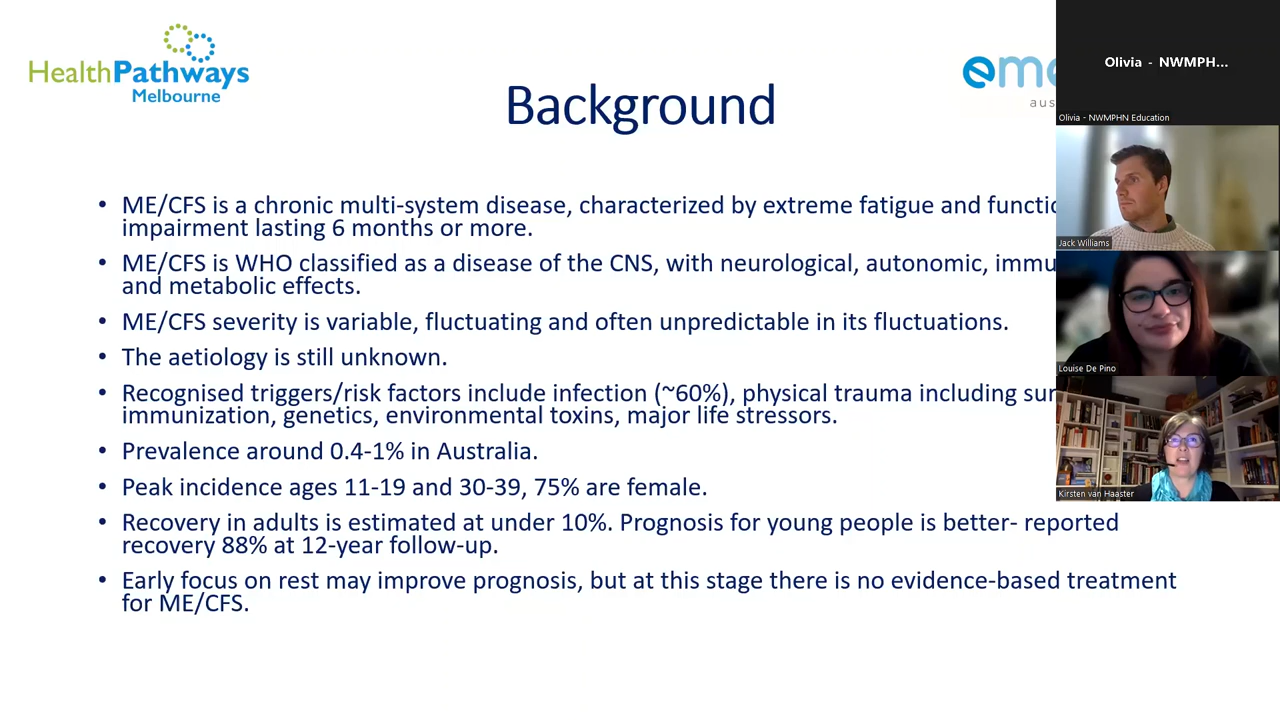 HealthPathways
Melbourne
Background
eme
aus
ME/CFS is a chronic multi-system disease, characterized by extreme fatigue and functio
impairment lasting 6 months or more.
ME/CFS is WHO classified as a disease of the CNS, with neurological, autonomic, immu
and metabolic effects.
ME/CFS severity is variable, fluctuating and often unpredictable in its fluctuations.
The aetiology is still unknown.
Recognised triggers/risk factors include infection (~60%), physical trauma including sur
immunization, genetics, environmental toxins, major life stressors.
Prevalence around 0.4-1% in Australia.
Peak incidence ages 11-19 and 30-39, 75% are female.
Recovery in adults is estimated at under 10%. Prognosis for young people is better- reported
recovery 88% at 12-year follow-up.
Early focus on rest may improve prognosis, but at this stage there is no evidence-based treatment
for ME/CFS.
Olivia - NWMPH...
Olivia - NWMPHN Education
Jack Williams
Louise De Pino
Kirsten van Haaster